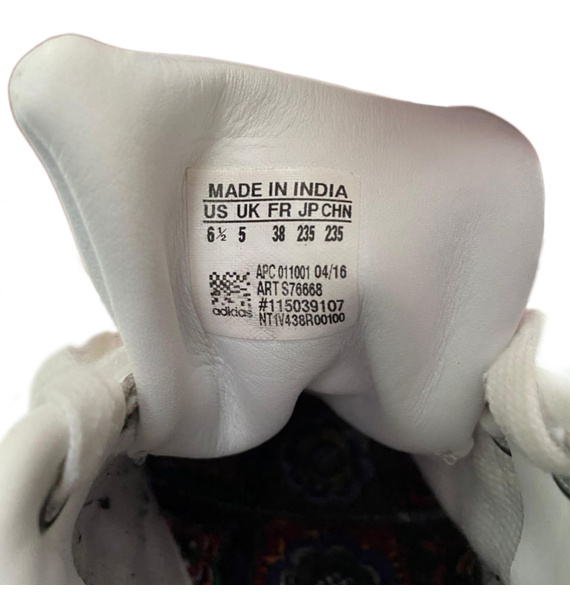 MADE IN INDIA
US UK FR JP CHN
6½ 5 38 235 235
APC 011001 04/16
ART S76668
#115039107
adidas NT1V438R00100